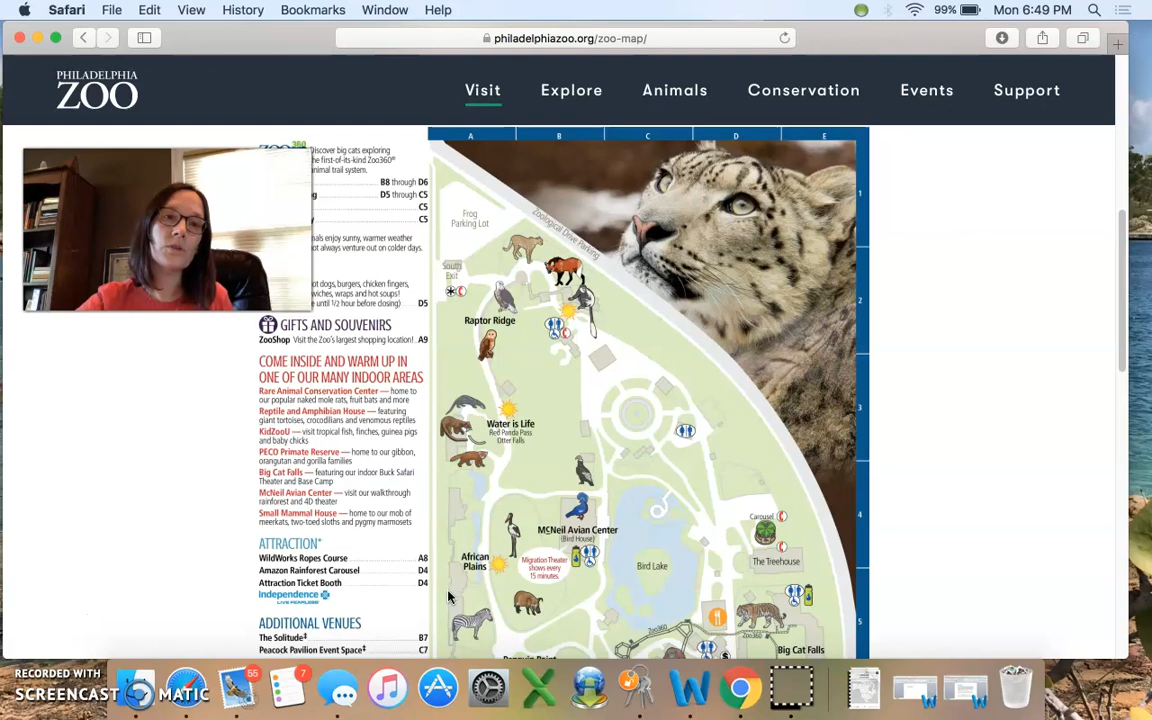 Safari File Edit View History Bookmarks Window Help
99% Mon 6:49 PM
philadelphiazoo.org/zoo-map/
PHILADELPHIA
ZOO
Visit Explore Animals Conservation Events Support
A B C D E
1
2
3
4
5
360
Discover big cats exploring
the first-of-its-kind Zoo360®
animal trail system.
B8 through D6
D5 through C5
C5
C5
enjoy sunny, warmer weather
not always venture out on colder days.
hot dogs, burgers, chicken fingers,
wraps and hot soups!
until 1/2 hour before closing) D5
GIFTS AND SOUVENIRS
ZooShop Visit the Zoo's largest shopping location! A9
COME INSIDE AND WARM UP IN
ONE OF OUR MANY INDOOR AREAS
Rare Animal Conservation Center — home to
our popular naked mole rats, fruit bats and more
Reptile and Amphibian House — featuring
giant tortoises, crocodilians and venomous reptiles
KidZooU — visit tropical fish, finches, guinea pigs
and baby chicks
PECO Primate Reserve — home to our gibbon,
orangutan and gorilla families
Big Cat Falls — featuring our indoor Buck Safari
Theater and Base Camp
McNeil Avian Center — visit our walkthrough
rainforest and 4D theater
Small Mammal House — home to our mob of
meerkats, two-toed sloths and pygmy marmosets
ATTRACTION*
WildWorks Ropes Course A8
Amazon Rainforest Carousel D4
Attraction Ticket Booth D4
Independence
LIVE FEARLESS
ADDITIONAL VENUES
The Solitude‡ B7
Peacock Pavilion Event Space‡ C7
Frog
Parking Lot
Zoological Drive Parking
South
Exit
Raptor Ridge
Water is Life
Red Panda Pass
Otter Falls
McNeil Avian Center
(Bird House)
African
Plains
Migration Theater
shows every
15 minutes.
Bird Lake
Carousel
The Treehouse
Zoo360
Zoo360
Big Cat Falls
Penguin Point
RECORDED WITH
SCREENCAST MATIC
55
7